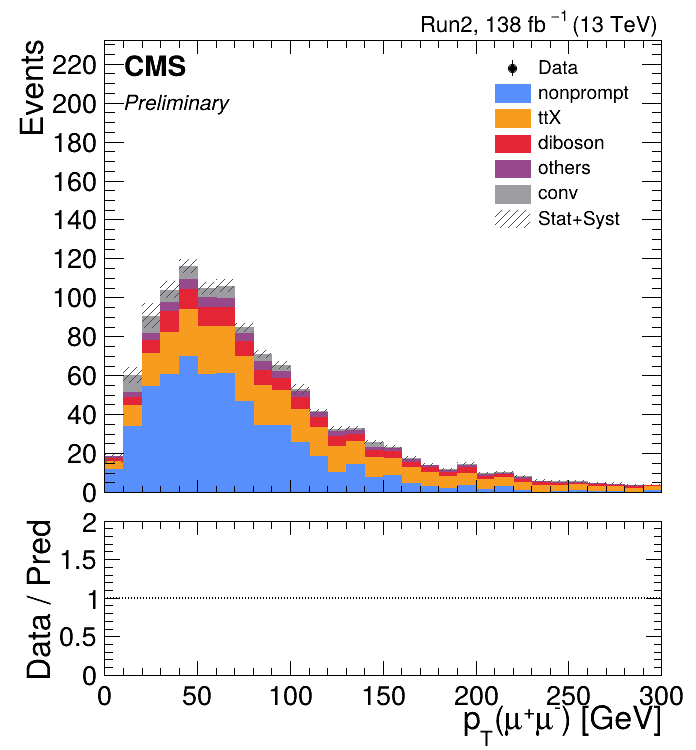 Run2, 138 fb⁻¹ (13 TeV)
Events
220
200
180
160
140
120
100
80
60
40
20
0
CMS
Preliminary
Data
nonprompt
ttX
diboson
others
conv
Stat+Syst
Data / Pred
2
1.5
1
0.5
0
0 50 100 150 200 250 300
p_T(μ⁺μ⁻) [GeV]